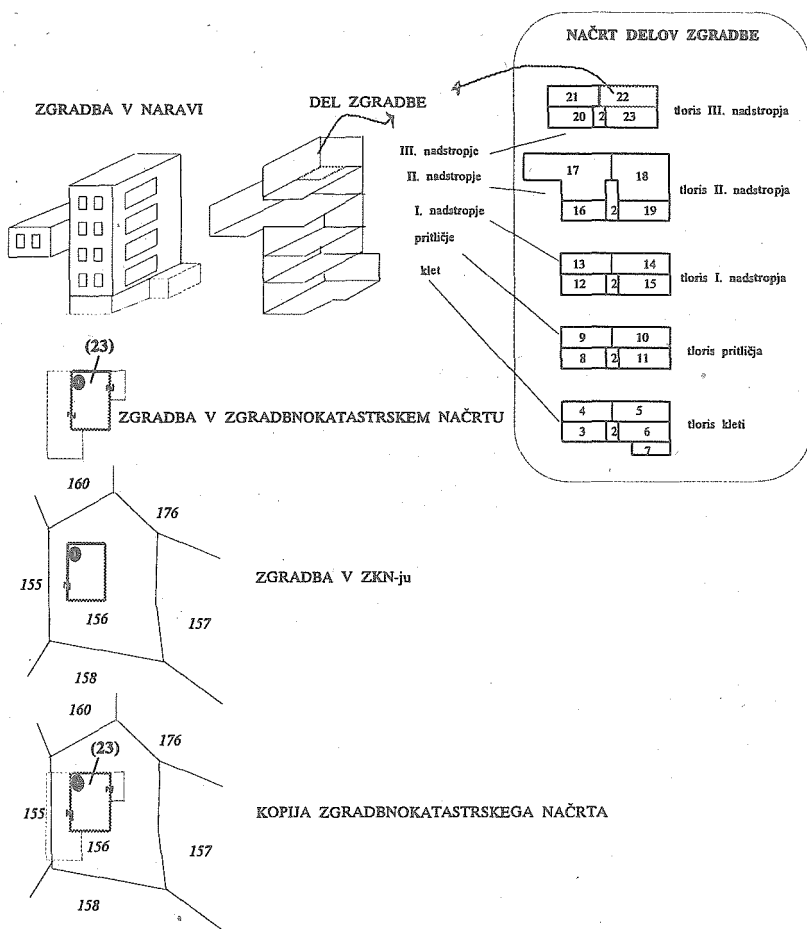 NAČRT DELOV ZGRADBE
ZGRADBA V NARAVI
DEL ZGRADBE
21 22
20 2 23
tloris III. nadstropja
III. nadstropje
II. nadstropje
I. nadstropje
pritličje
klet
17 18
16 2 19
tloris II. nadstropja
13 14
12 2 15
tloris I. nadstropja
9 10
8 2 11
tloris pritličja
4 5
3 2 6
7
tloris kleti
(23)
ZGRADBA V ZGRADBNOKATASTRSKEM NAČRTU
160
176
155
156
157
158
ZGRADBA V ZKN-ju
160
176
(23)
155
156
157
158
KOPIJA ZGRADBNOKATASTRSKEGA NAČRTA